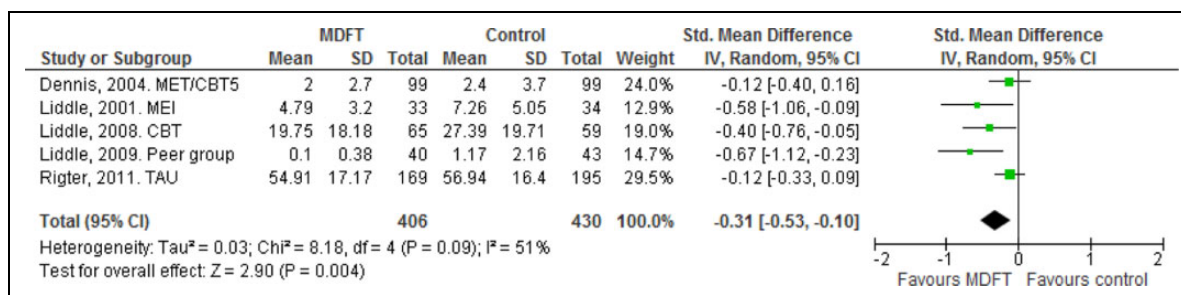 MDFT Control Std. Mean Difference Std. Mean Difference
Study or Subgroup Mean SD Total Mean SD Total Weight IV, Random, 95% CI IV, Random, 95% CI
Dennis, 2004. MET/CBT5 2 2.7 99 2.4 3.7 99 24.0% -0.12 [-0.40, 0.16]
Liddle, 2001. MEI 4.79 3.2 33 7.26 5.05 34 12.9% -0.58 [-1.06, -0.09]
Liddle, 2008. CBT 19.75 18.18 65 27.39 19.71 59 19.0% -0.40 [-0.76, -0.05]
Liddle, 2009. Peer group 0.1 0.38 40 1.17 2.16 43 14.7% -0.67 [-1.12, -0.23]
Rigter, 2011. TAU 54.91 17.17 169 56.94 16.4 195 29.5% -0.12 [-0.33, 0.09]
Total (95% CI) 406 430 100.0% -0.31 [-0.53, -0.10]
Heterogeneity: Tau² = 0.03; Chi² = 8.18, df = 4 (P = 0.09); I² = 51%
Test for overall effect: Z = 2.90 (P = 0.004)
-2 -1 0 1 2
Favours MDFT Favours control